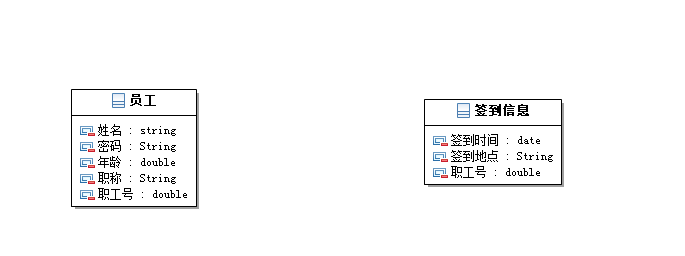 员工
姓名 : string
密码 : String
年龄 : double
职称 : String
职工号 : double
签到信息
签到时间 : date
签到地点 : String
职工号 : double